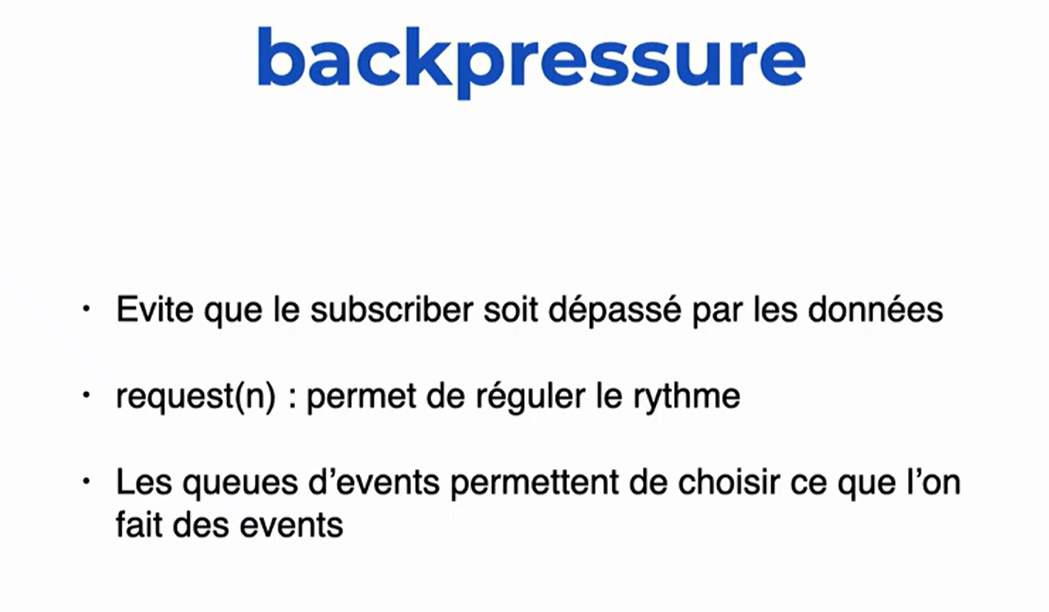 backpressure
· Evite que le subscriber soit dépassé par les données
· request(n) : permet de réguler le rythme
· Les queues d’events permettent de choisir ce que l’on
fait des events